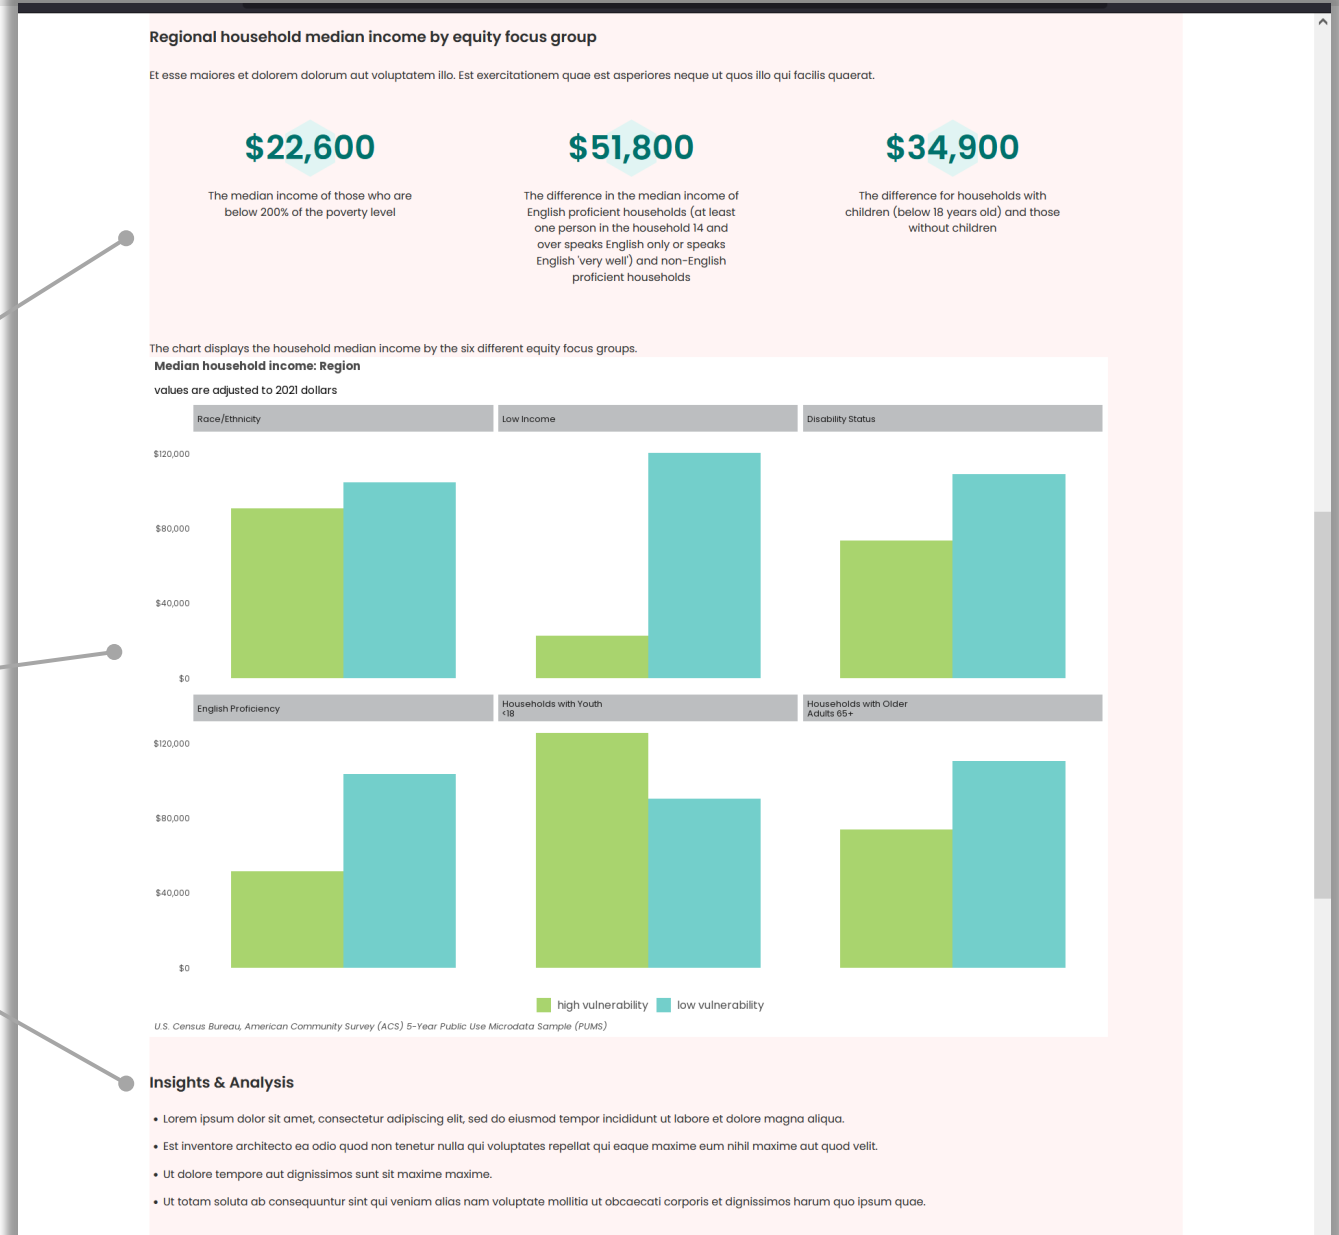 Regional household median income by equity focus group
Et esse maiores et dolorem dolorum aut voluptatem illo. Est exercitationem quae est asperiores neque ut quos illo qui facilis quaerat.
$22,600
The median income of those who are
below 200% of the poverty level
$51,800
The difference in the median income of
English proficient households (at least
one person in the household 14 and
over speaks English only or speaks
English 'very well') and non-English
proficient households
$34,900
The difference for households with
children (below 18 years old) and those
without children
The chart displays the household median income by the six different equity focus groups.
Median household income: Region
values are adjusted to 2021 dollars
Race/Ethnicity
Low Income
Disability Status
$120,000
$80,000
$40,000
$0
English Proficiency
Households with Youth
<18
Households with Older
Adults 65+
$120,000
$80,000
$40,000
$0
high vulnerability
low vulnerability
U.S. Census Bureau, American Community Survey (ACS) 5-Year Public Use Microdata Sample (PUMS)
Insights & Analysis
• Lorem ipsum dolor sit amet, consectetur adipiscing elit, sed do eiusmod tempor incididunt ut labore et dolore magna aliqua.
• Est inventore architecto ea odio quod non tenetur nulla qui voluptates repellat qui eaque maxime eum nihil maxime aut quod velit.
• Ut dolore tempore aut dignissimos sunt sit maxime maxime.
• Ut totam soluta ab consequuntur sint qui veniam alias nam voluptate mollitia ut obcaecati corporis et dignissimos harum quo ipsum quae.